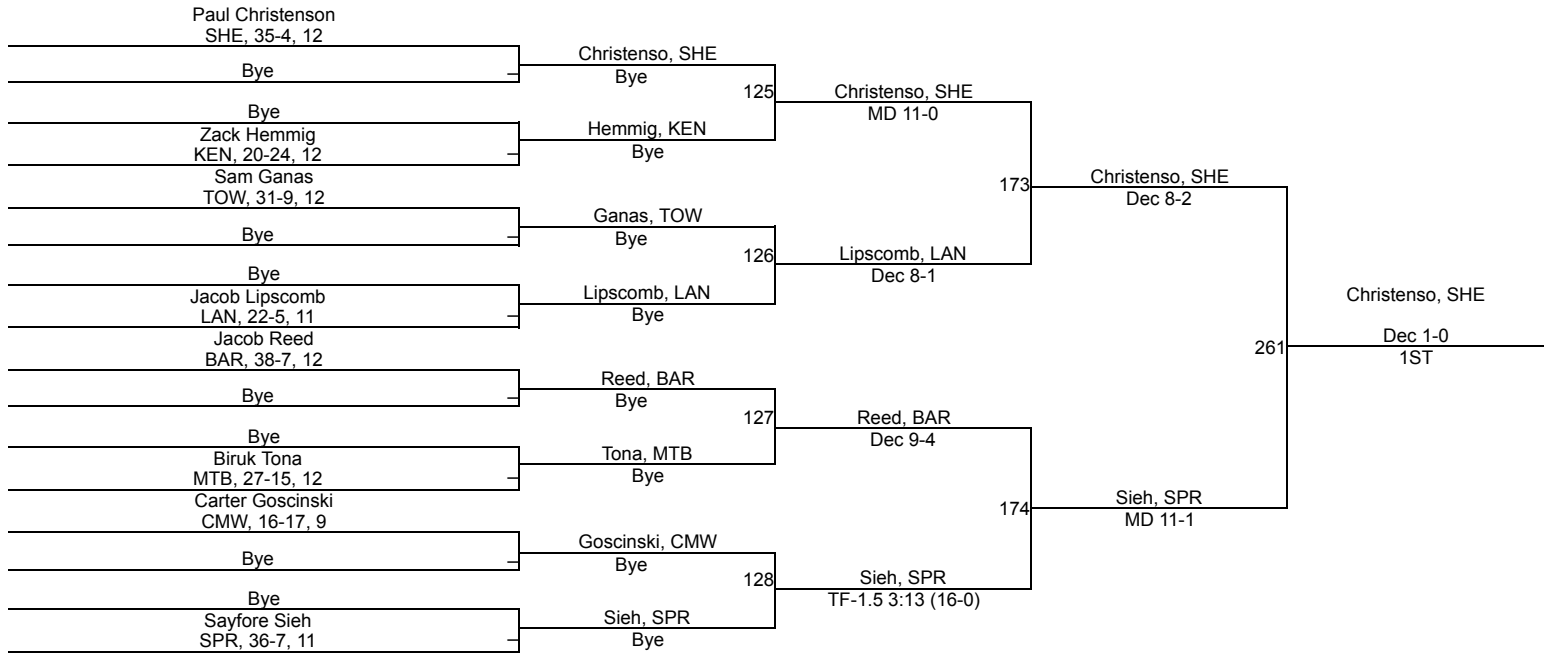 Paul Christenson
SHE, 35-4, 12
Bye
Bye
Zack Hemmig
KEN, 20-24, 12
Sam Ganas
TOW, 31-9, 12
Bye
Bye
Jacob Lipscomb
LAN, 22-5, 11
Jacob Reed
BAR, 38-7, 12
Bye
Bye
Biruk Tona
MTB, 27-15, 12
Carter Goscinski
CMW, 16-17, 9
Bye
Bye
Sayfore Sieh
SPR, 36-7, 11
Christenso, SHE
Bye
Hemmig, KEN
Bye
Ganas, TOW
Bye
Lipscomb, LAN
Bye
Reed, BAR
Bye
Tona, MTB
Bye
Goscinski, CMW
Bye
Sieh, SPR
Bye
125
126
127
128
Christenso, SHE
MD 11-0
Lipscomb, LAN
Dec 8-1
Reed, BAR
Dec 9-4
Sieh, SPR
TF-1.5 3:13 (16-0)
173
174
Christenso, SHE
Dec 8-2
Sieh, SPR
MD 11-1
261
Christenso, SHE
Dec 1-0
1ST